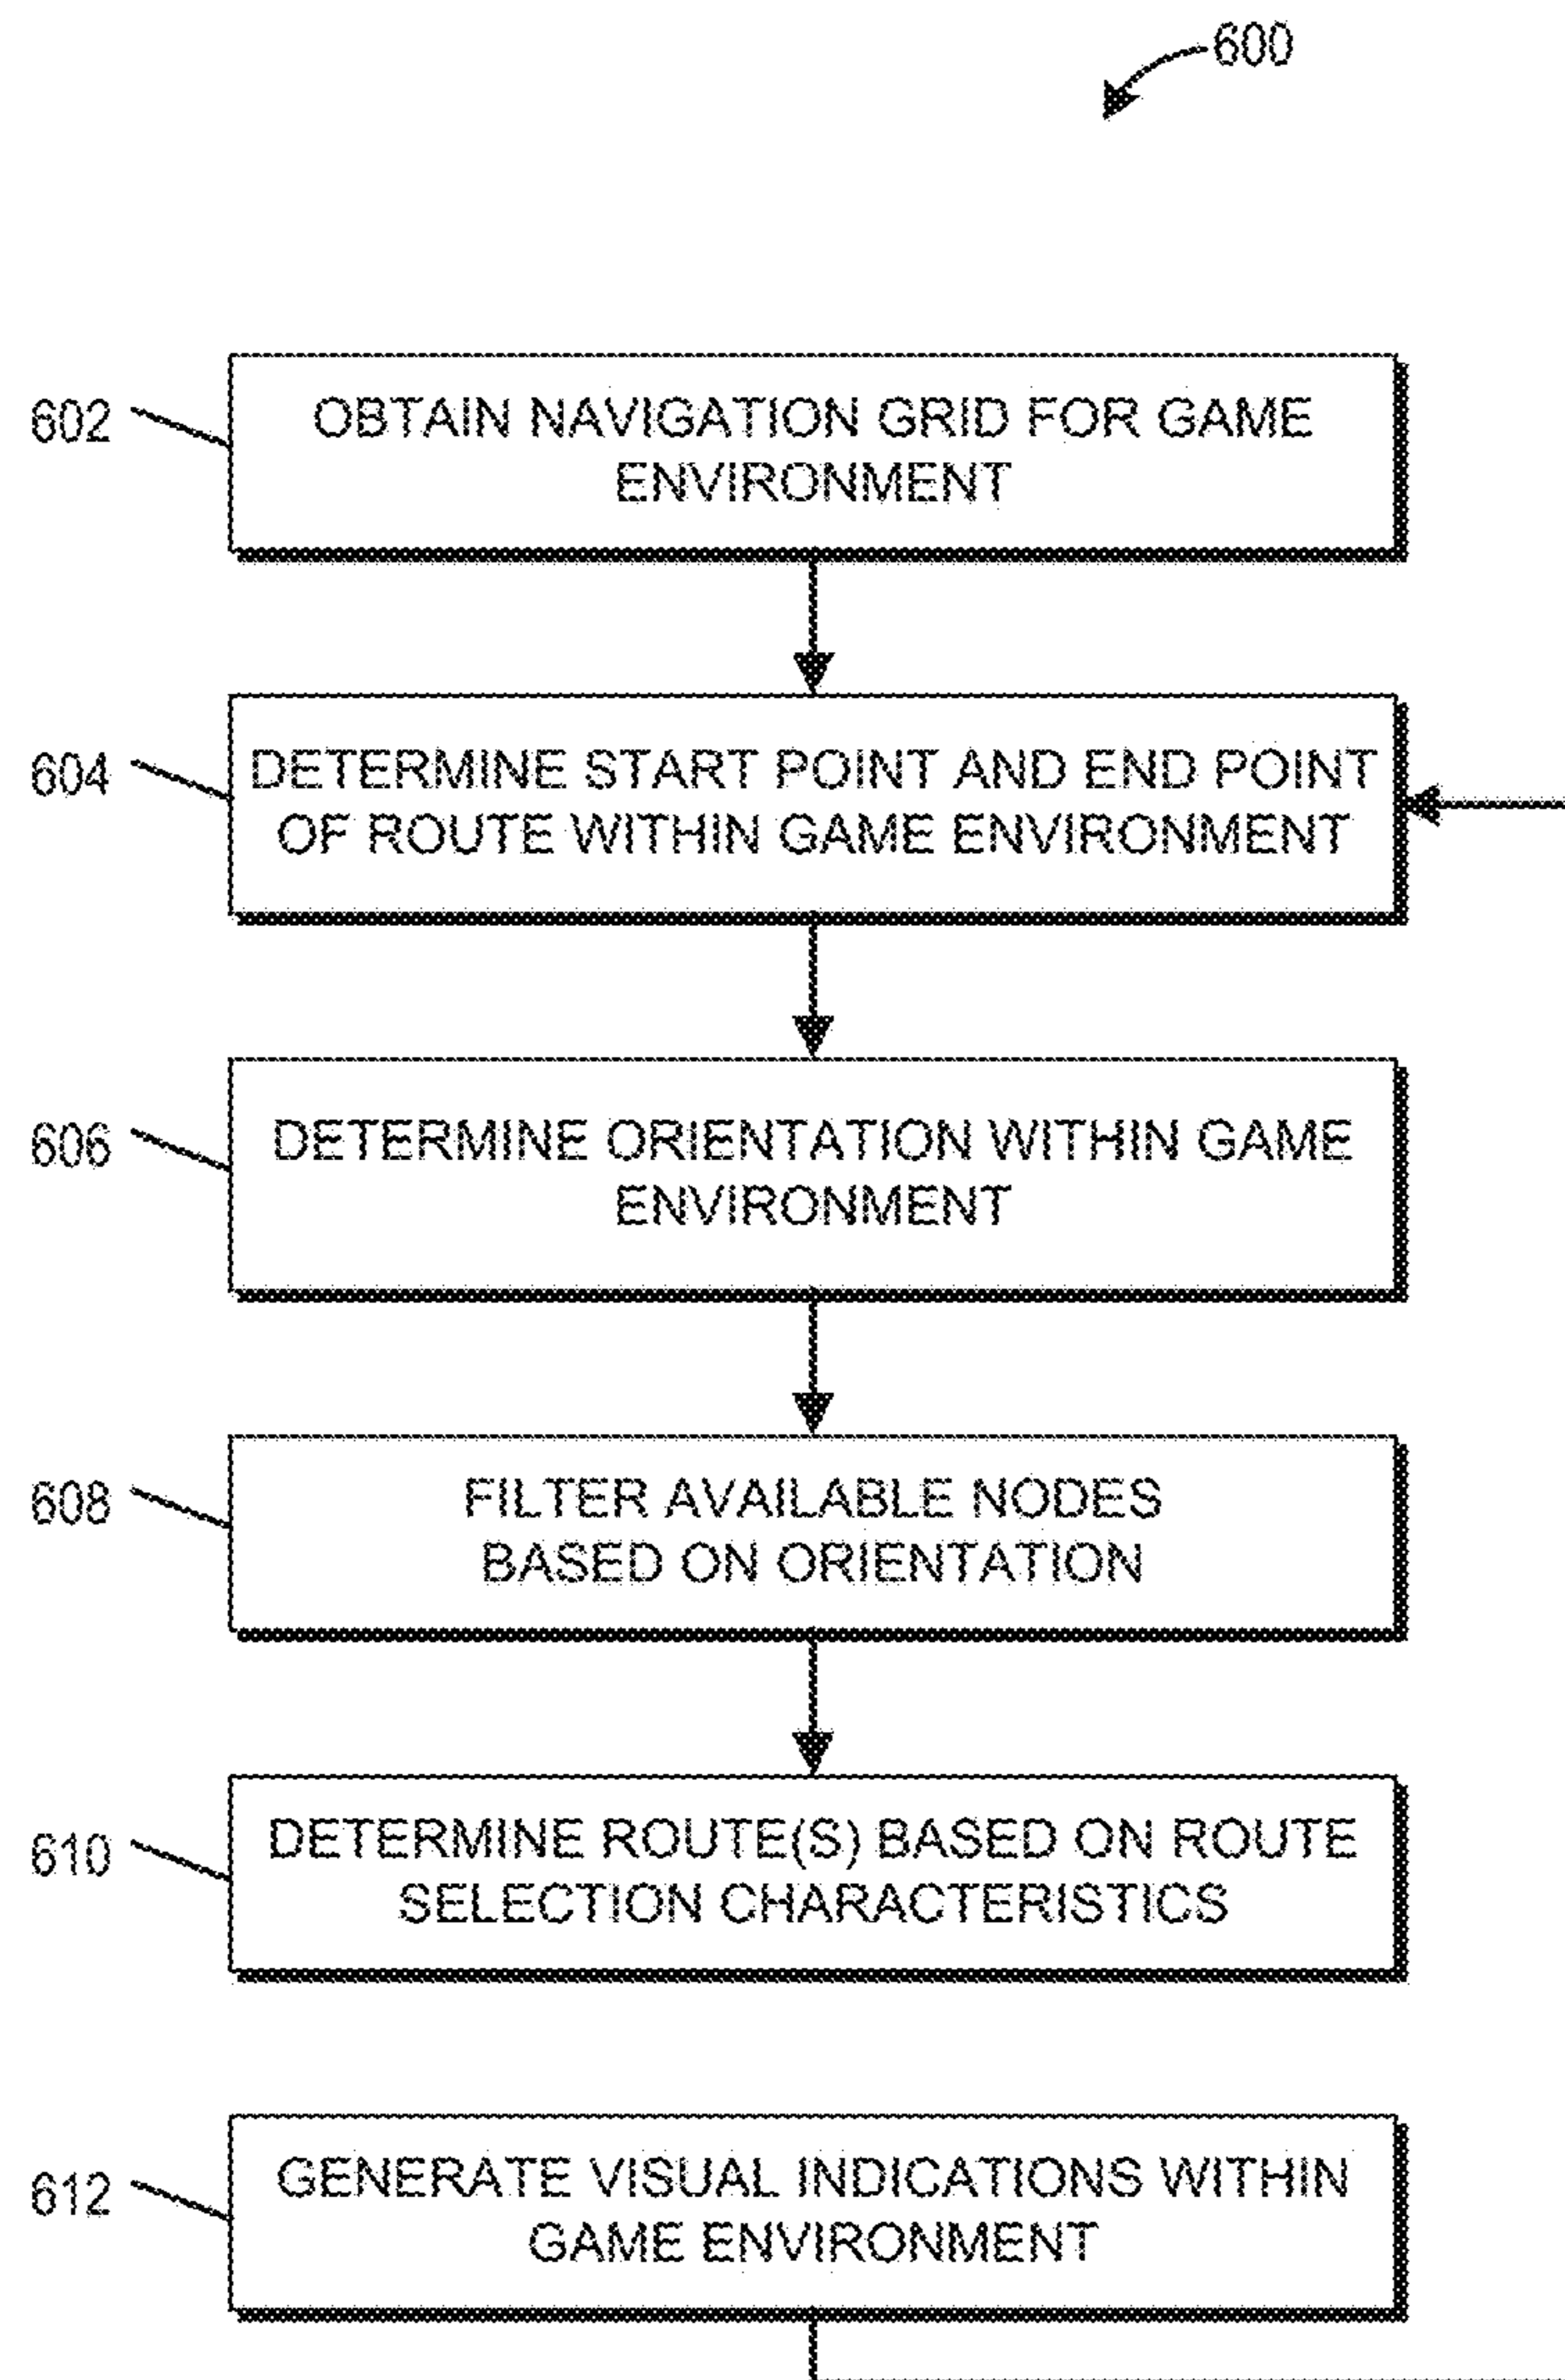 600
602
OBTAIN NAVIGATION GRID FOR GAME
ENVIRONMENT
604
DETERMINE START POINT AND END POINT
OF ROUTE WITHIN GAME ENVIRONMENT
606
DETERMINE ORIENTATION WITHIN GAME
ENVIRONMENT
608
FILTER AVAILABLE NODES
BASED ON ORIENTATION
610
DETERMINE ROUTE(S) BASED ON ROUTE
SELECTION CHARACTERISTICS
612
GENERATE VISUAL INDICATIONS WITHIN
GAME ENVIRONMENT